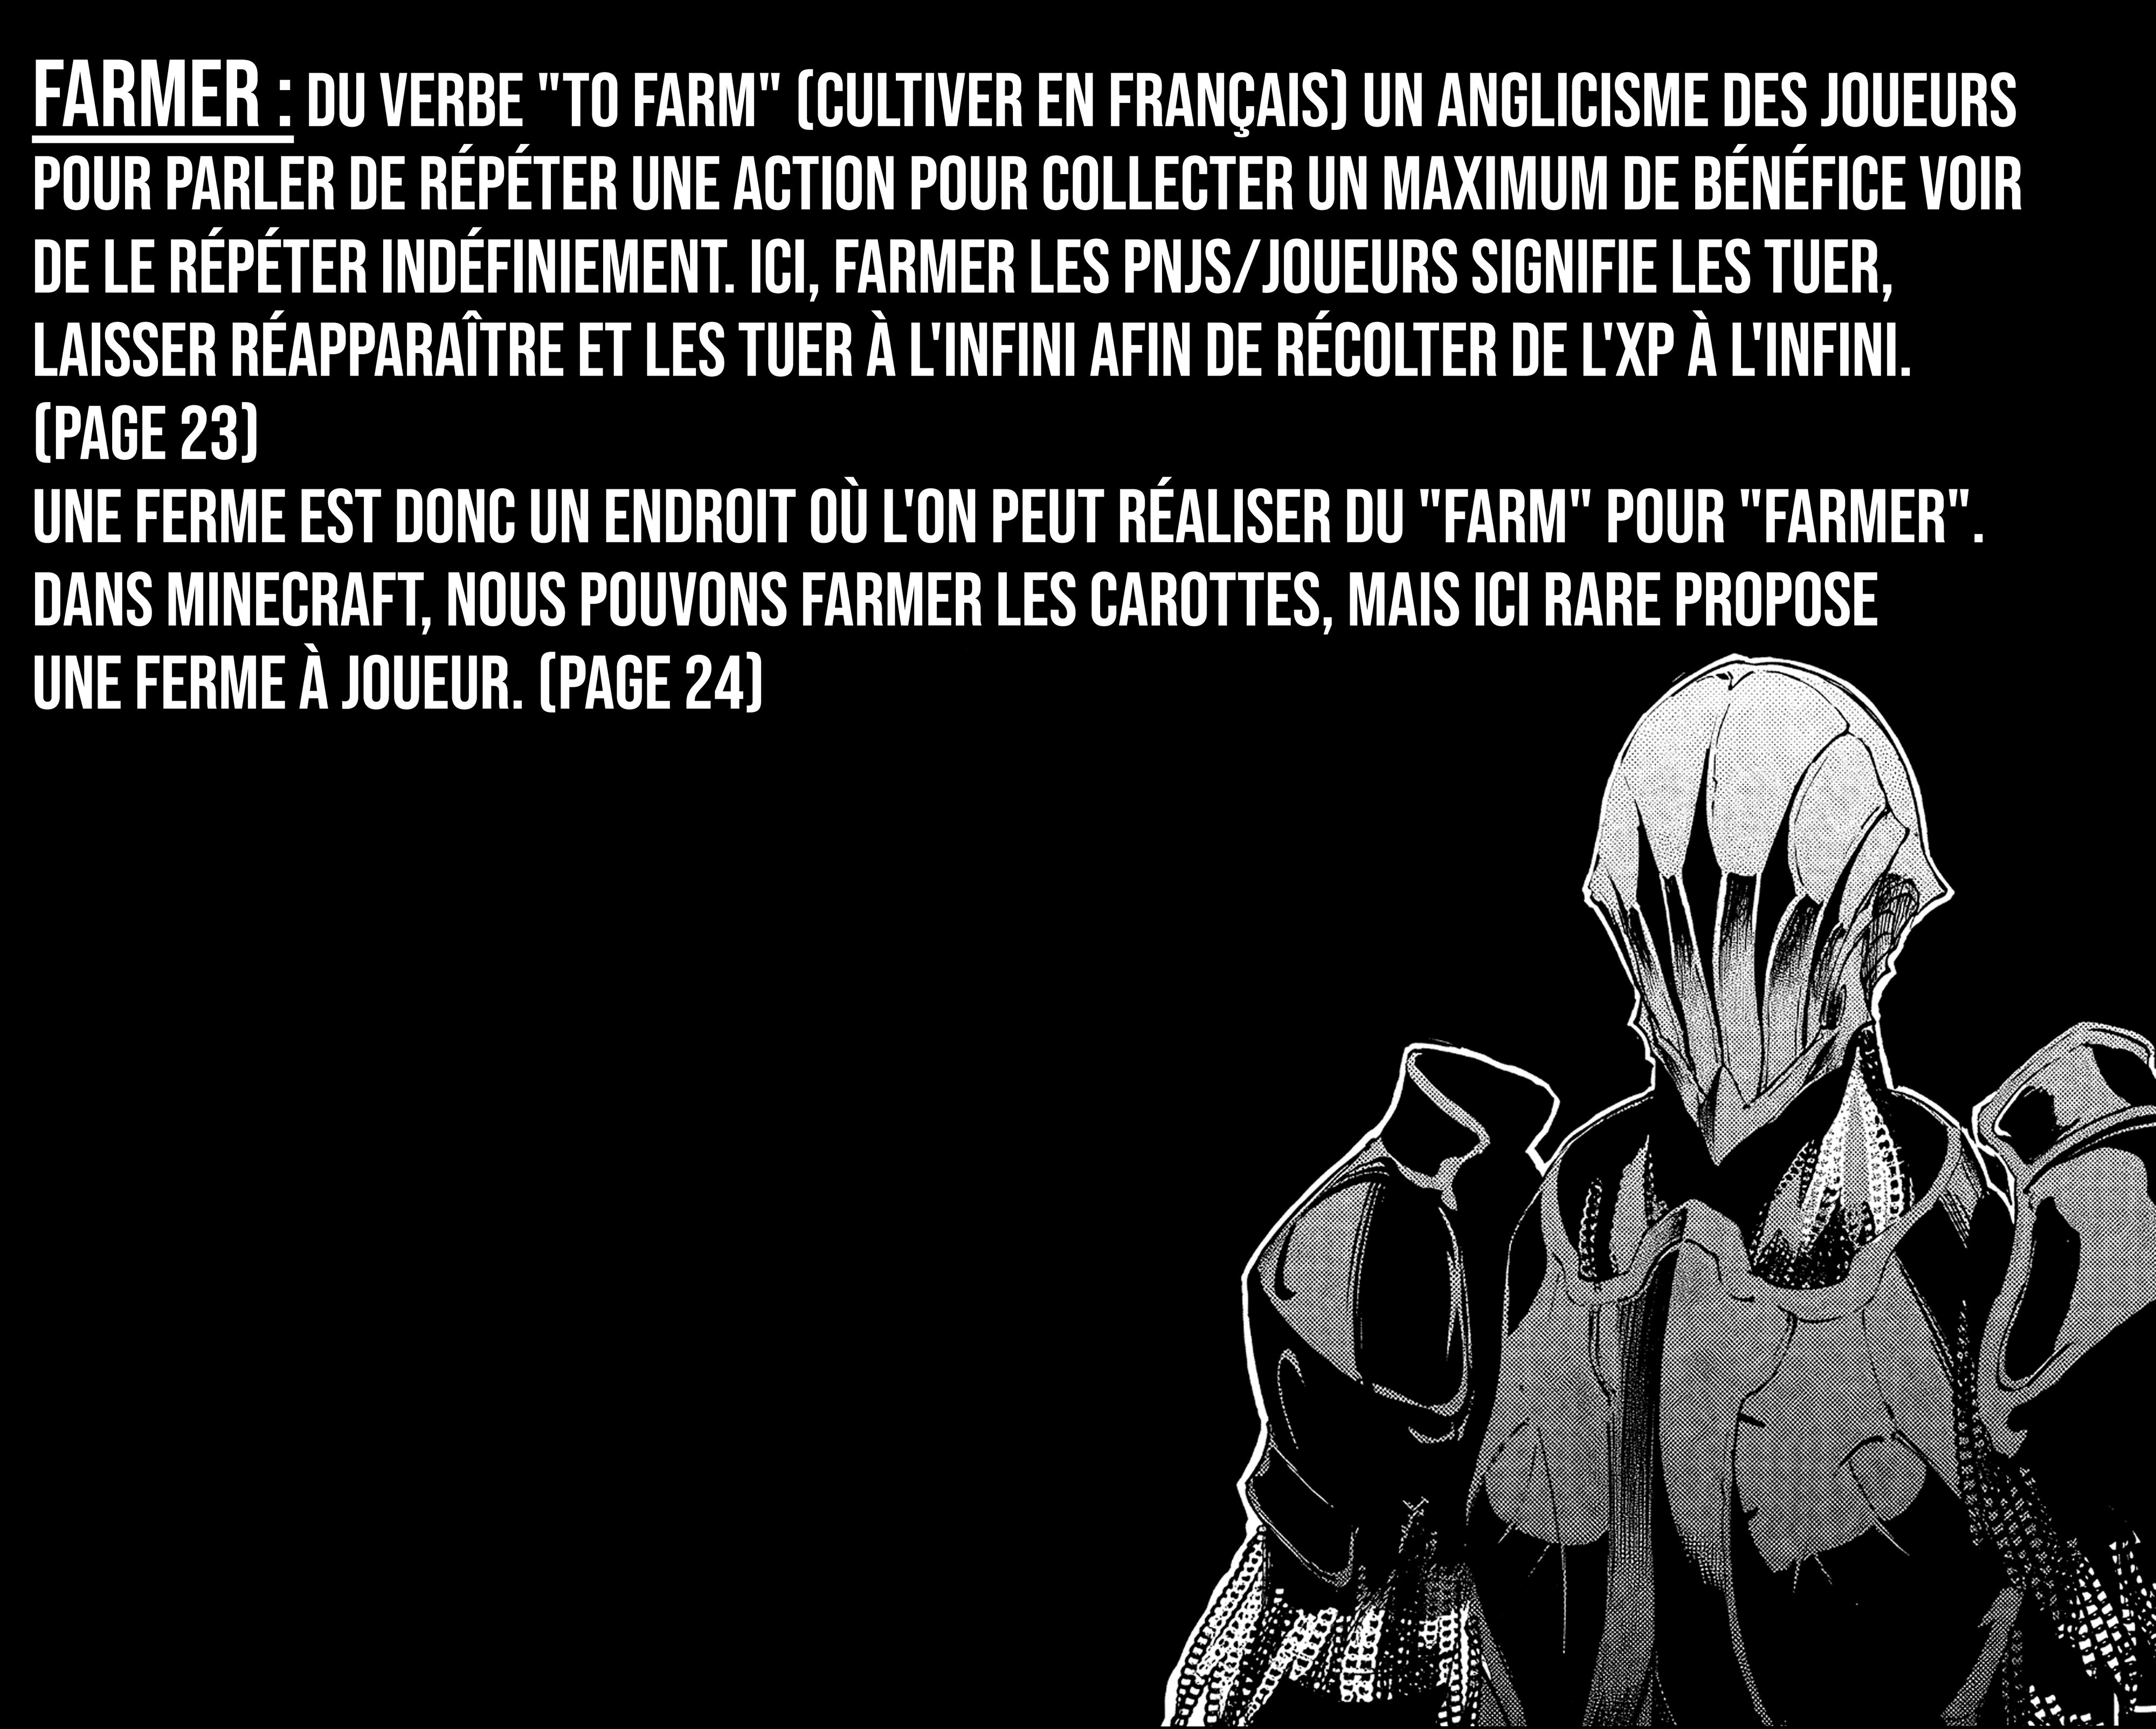 FARMER : DU VERBE "TO FARM" (CULTIVER EN FRANÇAIS) UN ANGLICISME DES JOUEURS
POUR PARLER DE RÉPÉTER UNE ACTION POUR COLLECTER UN MAXIMUM DE BÉNÉFICE VOIR
DE LE RÉPÉTER INDÉFINIEMENT. ICI, FARMER LES PNJS/JOUEURS SIGNIFIE LES TUER,
LAISSER RÉAPPARAÎTRE ET LES TUER À L'INFINI AFIN DE RÉCOLTER DE L'XP À L'INFINI.
(PAGE 23)
UNE FERME EST DONC UN ENDROIT OÙ L'ON PEUT RÉALISER DU "FARM" POUR "FARMER".
DANS MINECRAFT, NOUS POUVONS FARMER LES CAROTTES, MAIS ICI RARE PROPOSE
UNE FERME À JOUEUR. (PAGE 24)